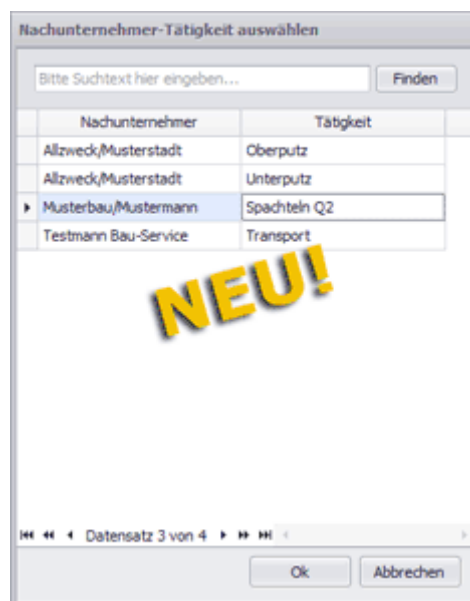 Nachunternehmer-Tätigkeit auswählen
Bitte Suchtext hier eingeben... Finden
Nachunternehmer Tätigkeit
Allzweck/Musterstadt Oberputz
Allzweck/Musterstadt Unterputz
Musterbau/Mustermann Spachteln Q2
Testmann Bau-Service Transport
NEU!
Datensatz 3 von 4
Ok Abbrechen